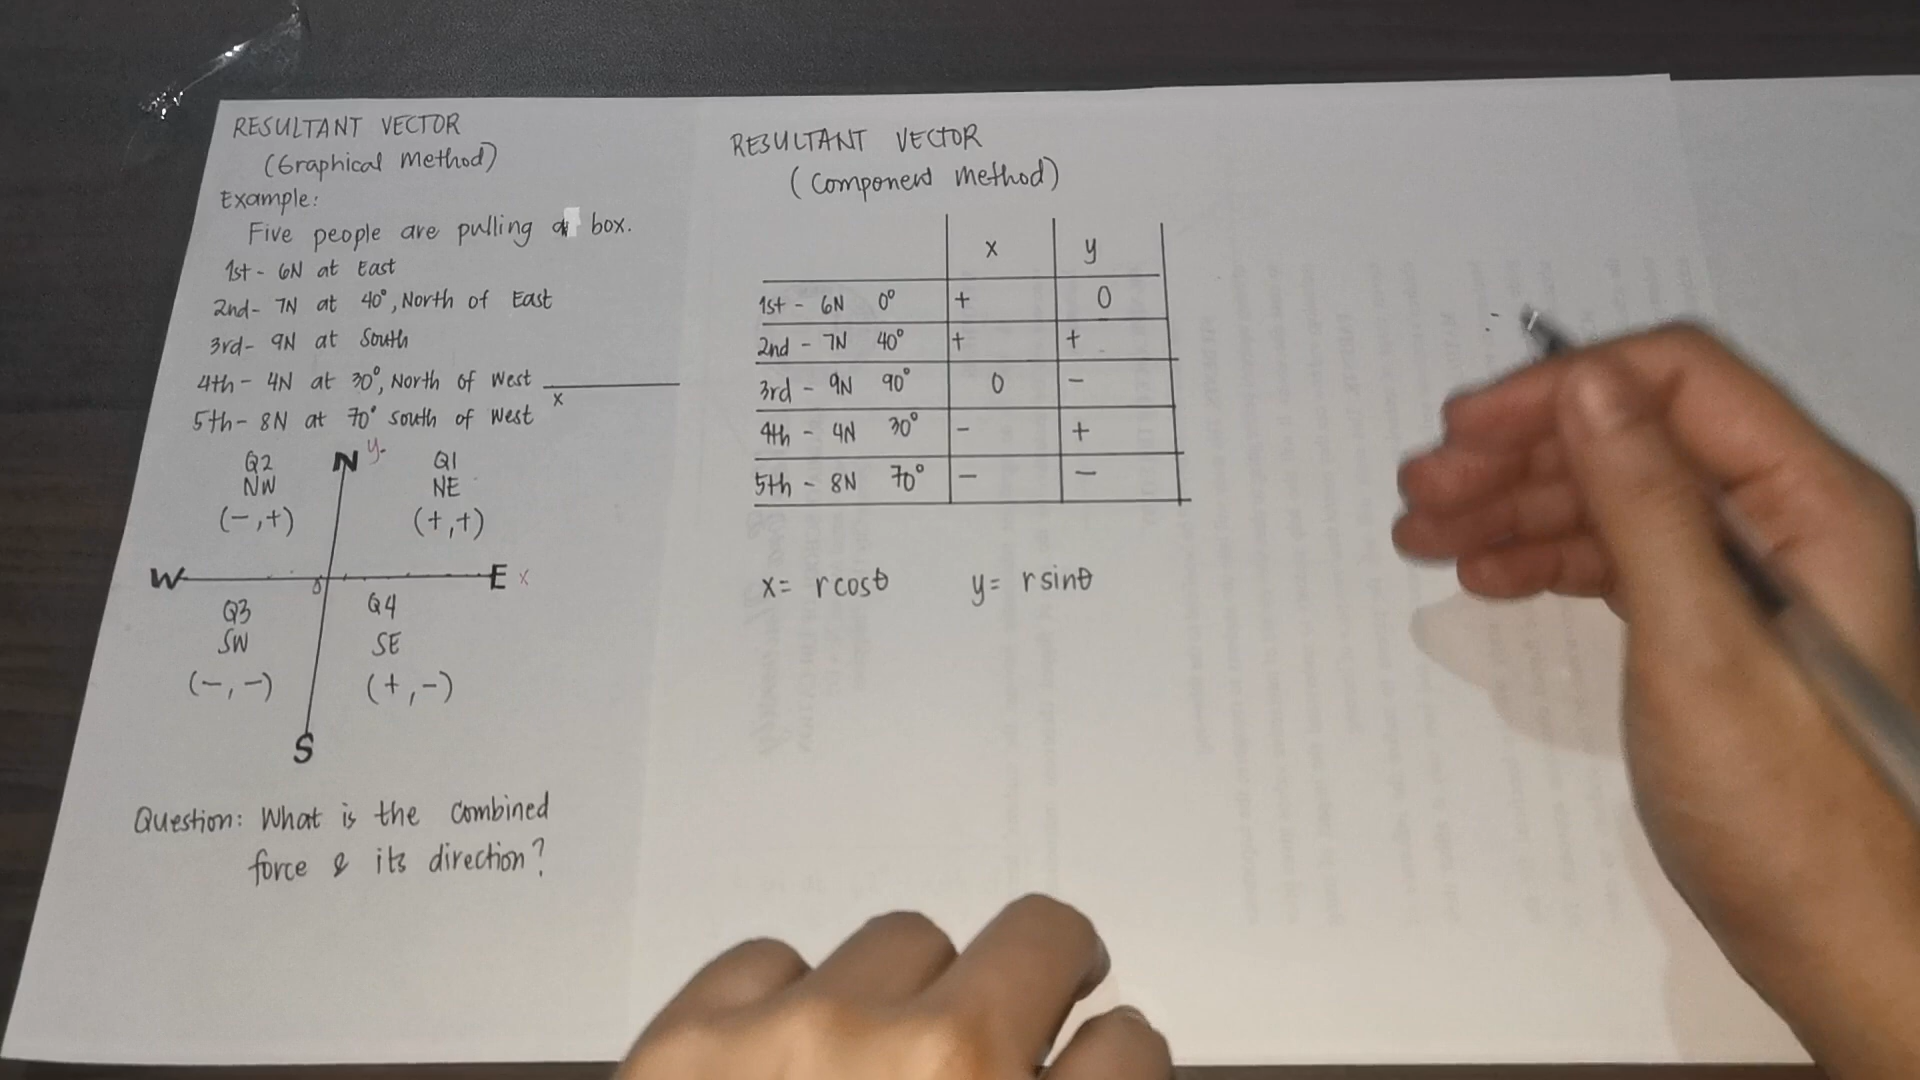 RESULTANT VECTOR
(Graphical Method)
Example:
Five people are pulling a box.
1st - 6N at East
2nd- 7N at 40°, North of East
3rd- 9N at South
4th- 4N at 30°, North of West
x
5th- 8N at 70° South of West
Q2
NW
(-,+)
N y
Q1
NE
(+,+)
W
0
E x
Q3
SW
(-,-)
Q4
SE
(+,-)
S
Question: What is the combined
force & its direction?
RESULTANT VECTOR
(Component Method)
x y
1st - 6N 0° + 0
2nd - 7N 40° + +
3rd - 9N 90° 0 -
4th - 4N 30° - +
5th - 8N 70° - -
x= rcosθ y= rsinθ